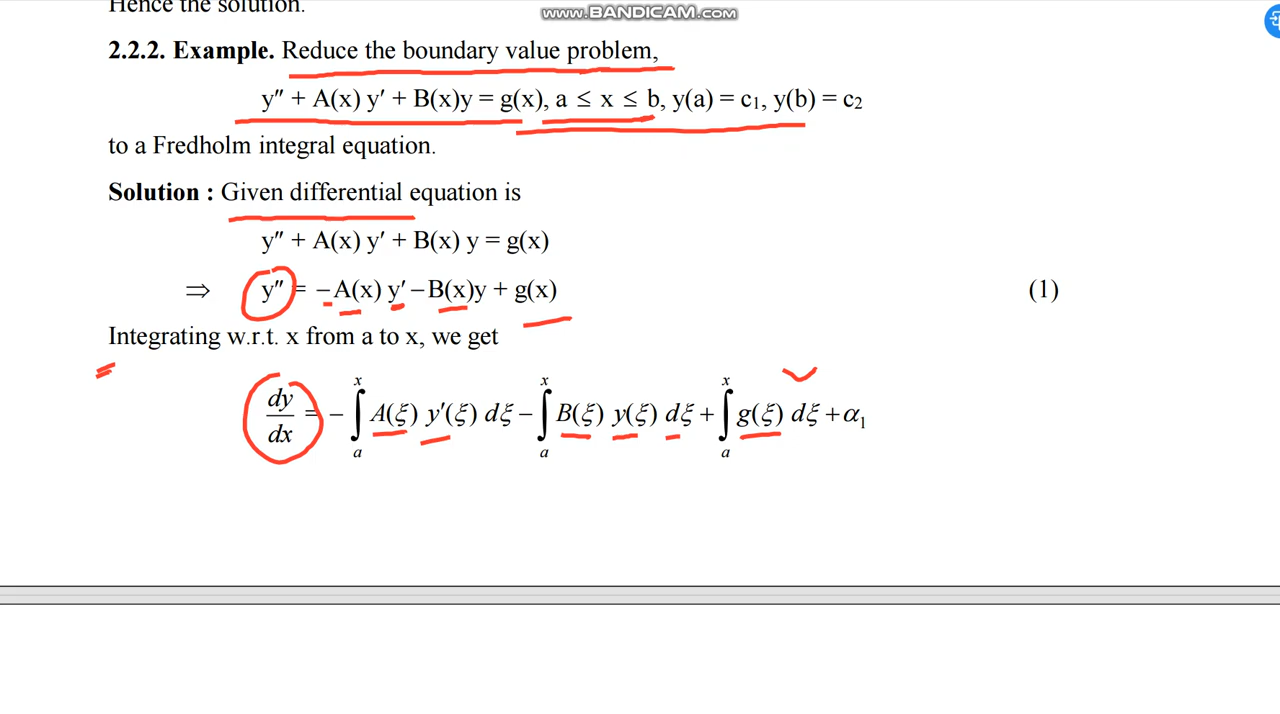 Hence the solution.
www.BANDICAM.com
2.2.2. Example. Reduce the boundary value problem,
y″ + A(x) y′ + B(x)y = g(x), a ≤ x ≤ b, y(a) = c₁, y(b) = c₂
to a Fredholm integral equation.
Solution : Given differential equation is
y″ + A(x) y′ + B(x) y = g(x)
⇒ y″ = −A(x) y′ − B(x)y + g(x) (1)
Integrating w.r.t. x from a to x, we get
dy/dx = − ∫ₐˣ A(ξ) y′(ξ) dξ − ∫ₐˣ B(ξ) y(ξ) dξ + ∫ₐˣ g(ξ) dξ + α₁